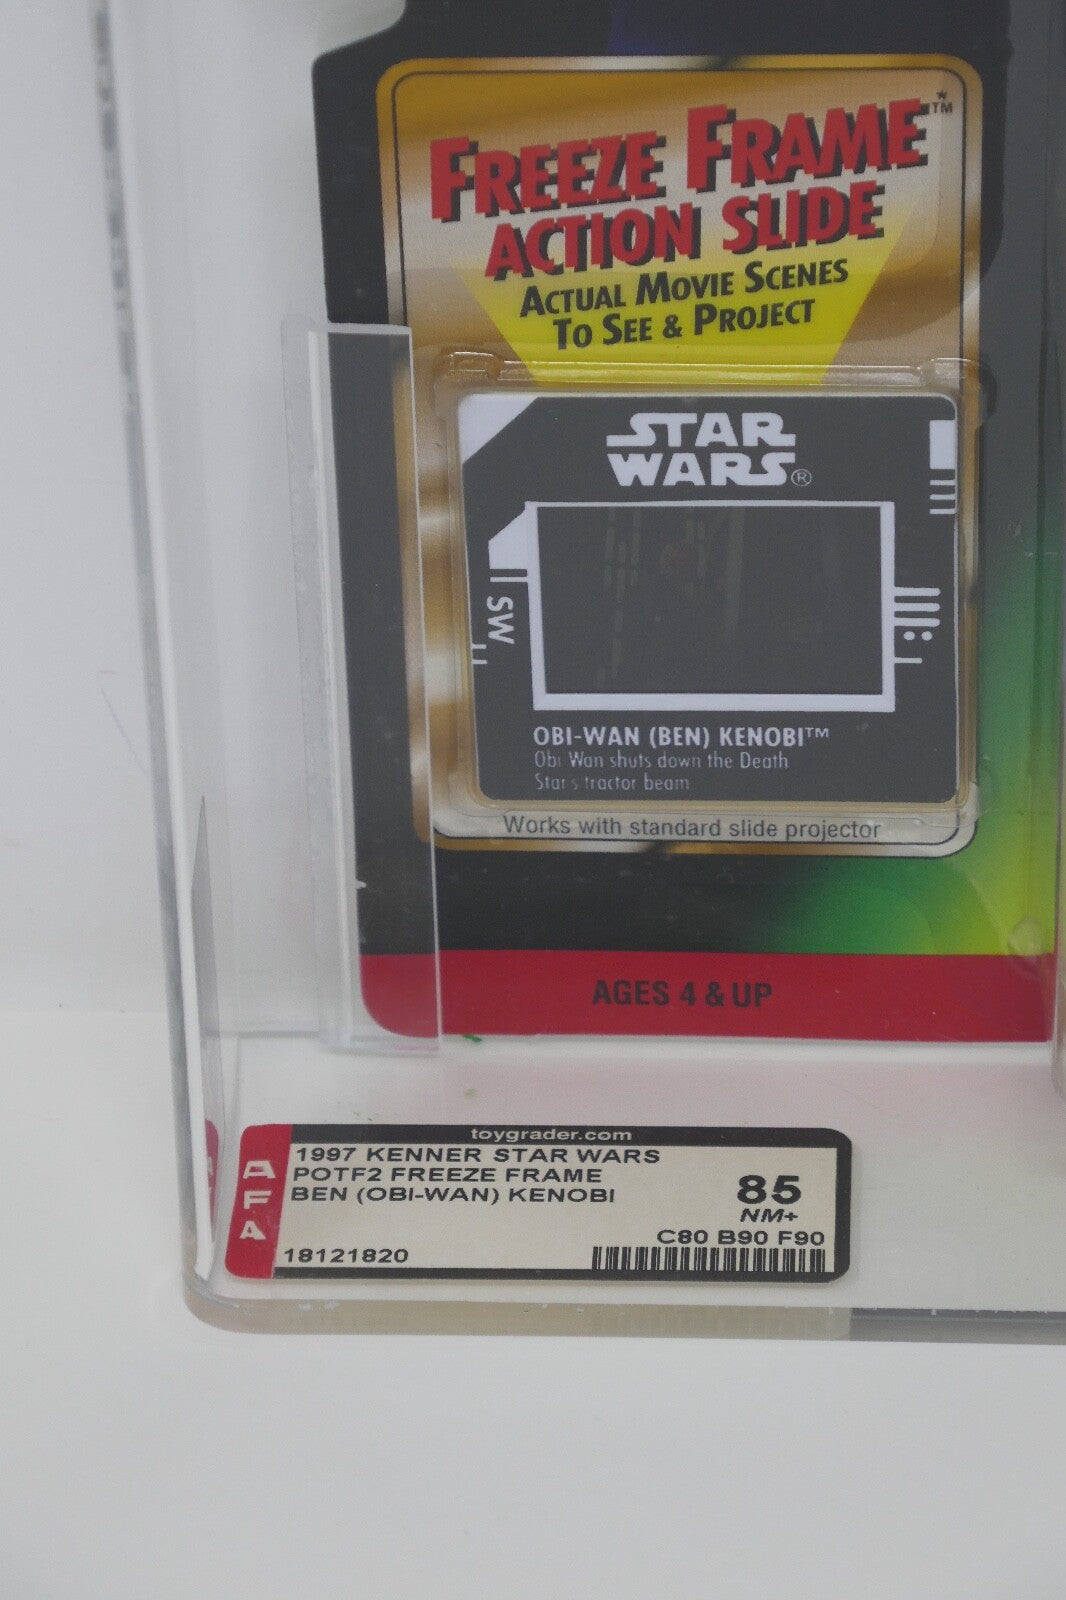 FREEZE FRAME™
ACTION SLIDE
ACTUAL MOVIE SCENES
TO SEE & PROJECT
STAR
WARS®
SW
OBI-WAN (BEN) KENOBI™
Obi Wan shuts down the Death
Star s tractor beam
Works with standard slide projector
AGES 4 & UP
toygrader.com
AFA
1997 KENNER STAR WARS
POTF2 FREEZE FRAME
BEN (OBI-WAN) KENOBI
85
NM+
C80 B90 F90
18121820